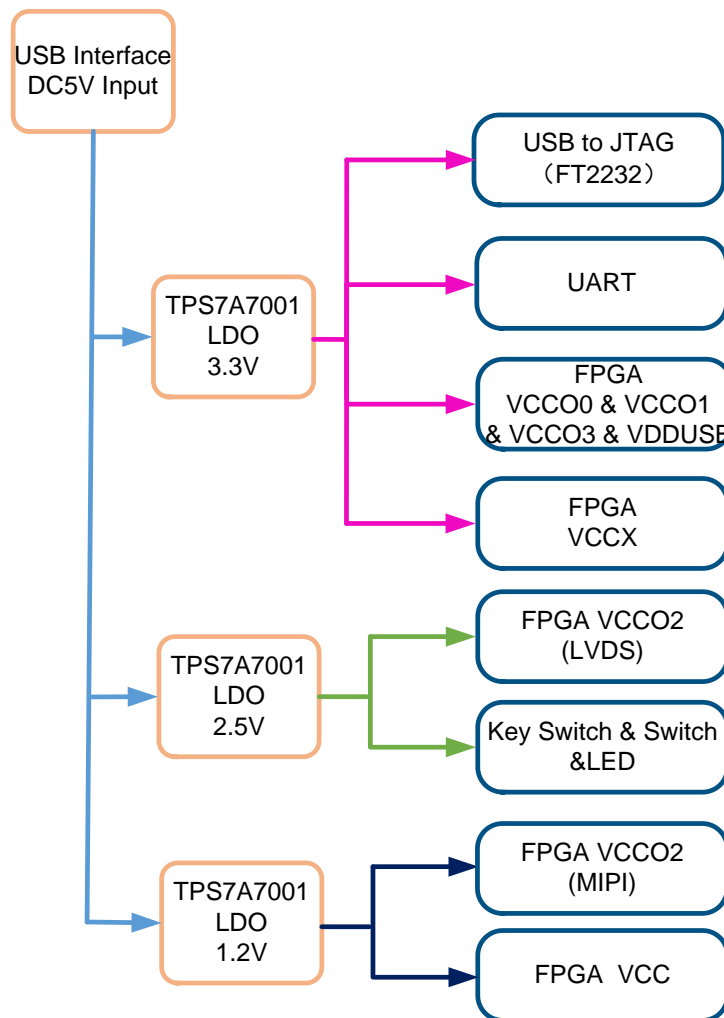 USB Interface
DC5V Input
USB to JTAG
（FT2232）
TPS7A7001
LDO
3.3V
UART
FPGA
VCCO0 & VCCO1
& VCCO3 & VDDUSB
FPGA
VCCX
TPS7A7001
LDO
2.5V
FPGA VCCO2
(LVDS)
Key Switch & Switch
&LED
TPS7A7001
LDO
1.2V
FPGA VCCO2
(MIPI)
FPGA VCC